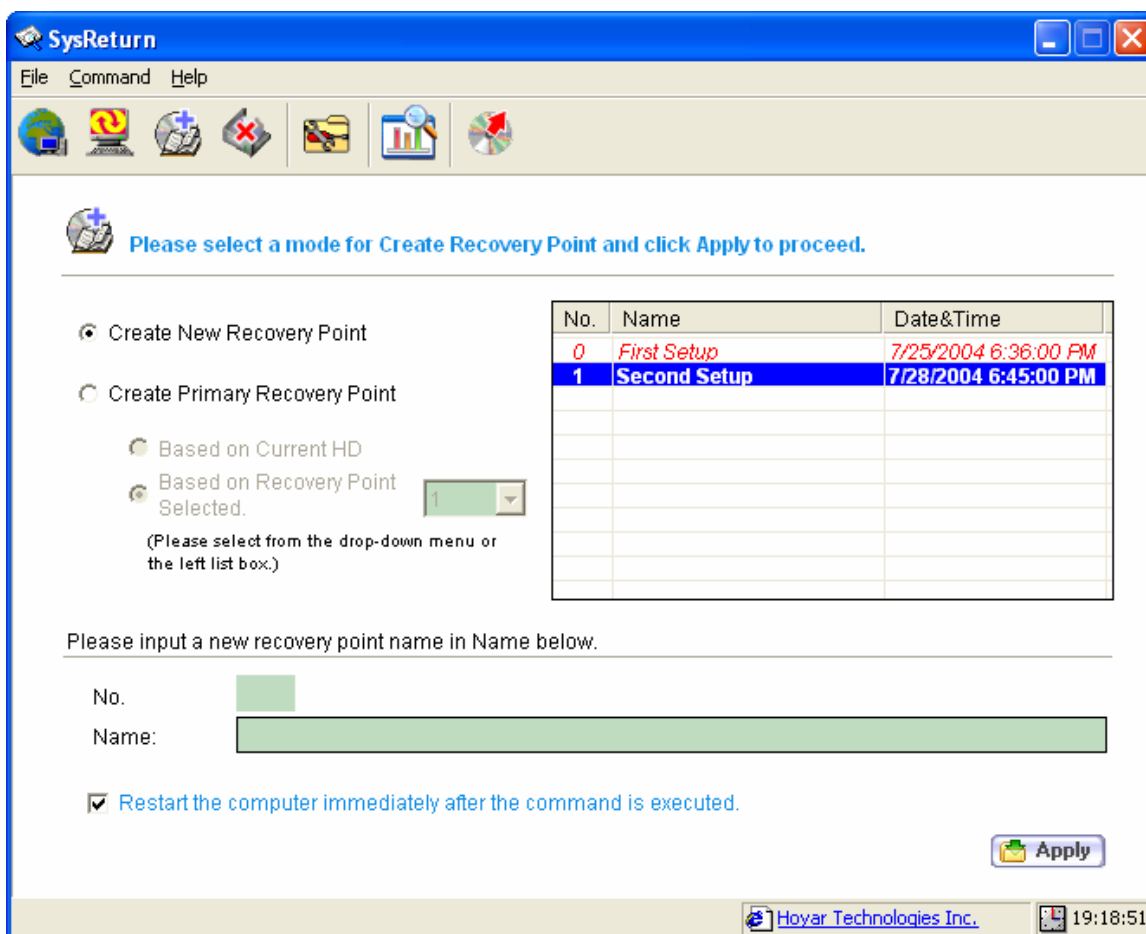 SysReturn
File Command Help
Please select a mode for Create Recovery Point and click Apply to proceed.
Create New Recovery Point
Create Primary Recovery Point
Based on Current HD
Based on Recovery Point
Selected.
1
(Please select from the drop-down menu or
the left list box.)
No. Name Date&Time
0 First Setup 7/25/2004 6:36:00 PM
1 Second Setup 7/28/2004 6:45:00 PM
Please input a new recovery point name in Name below.
No.
Name:
Restart the computer immediately after the command is executed.
Apply
Hoyar Technologies Inc. 19:18:51